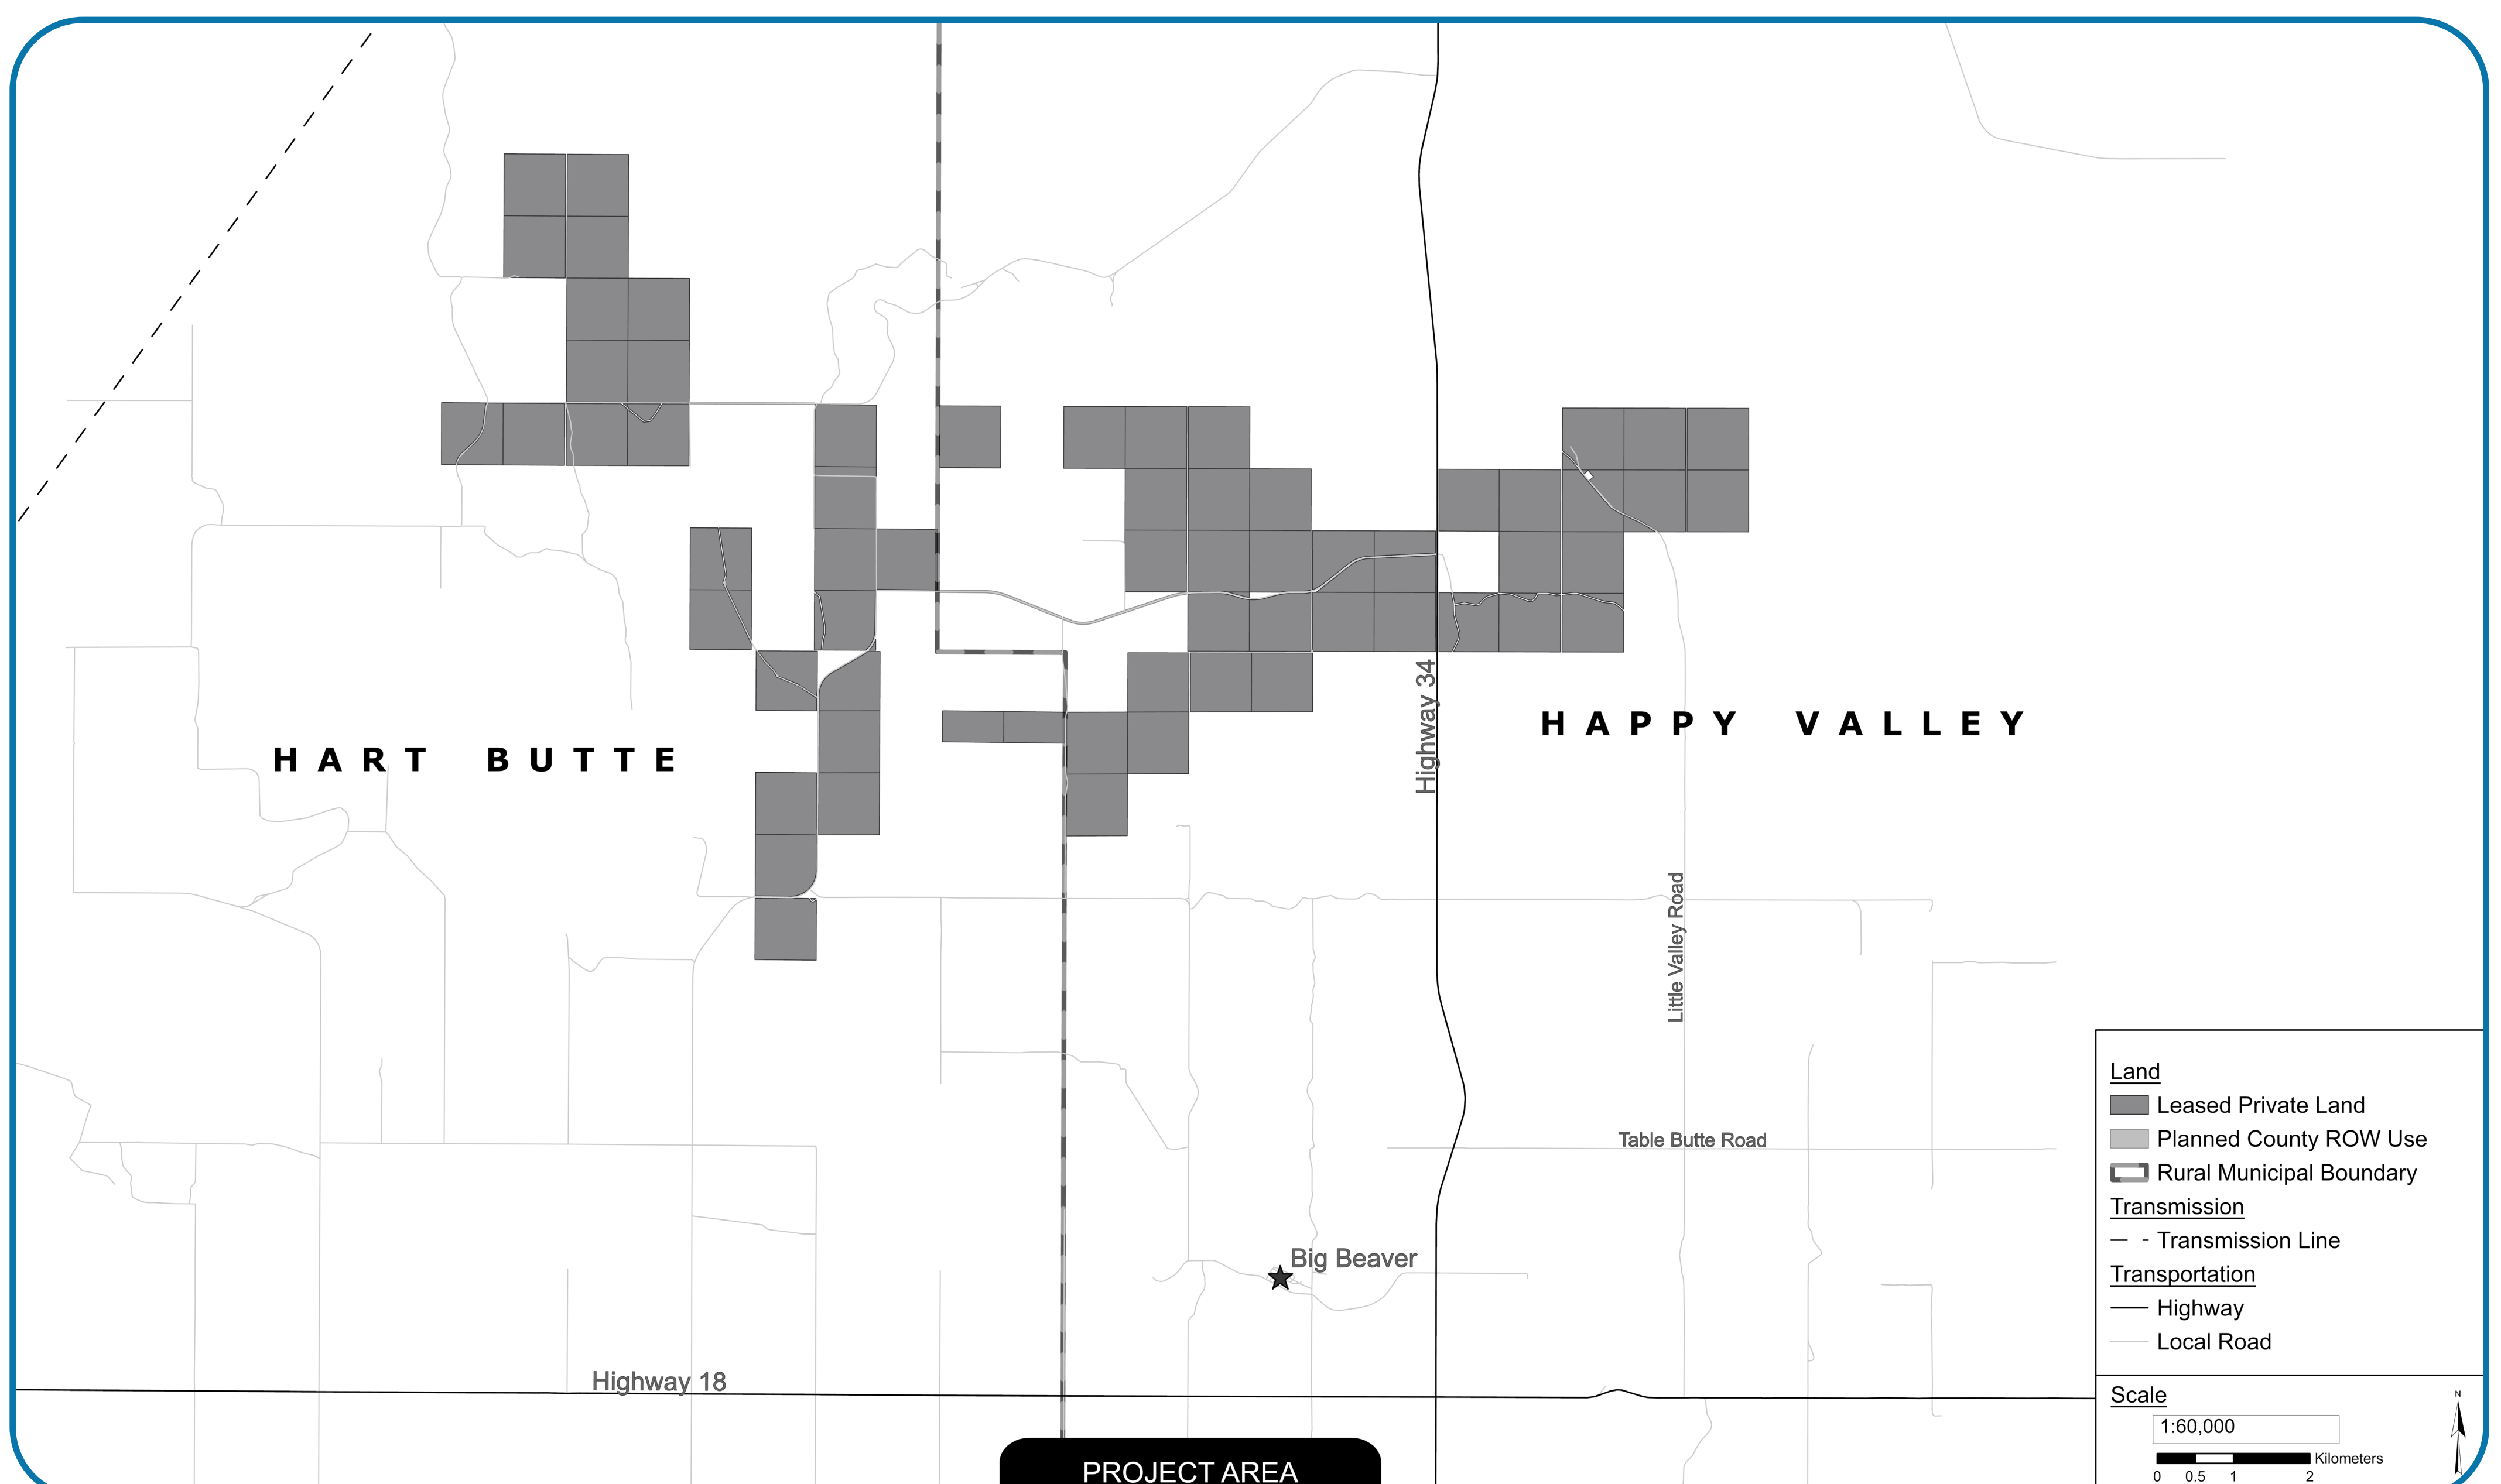 Highway 34
HAPPY VALLEY
HART BUTTE
Little Valley Road
Table Butte Road
Big Beaver
Highway 18
Land
Leased Private Land
Planned County ROW Use
Rural Municipal Boundary
Transmission
Transmission Line
Transportation
Highway
Local Road
Scale
1:60,000
N
Kilometers
0 0.5 1 2
PROJECT AREA